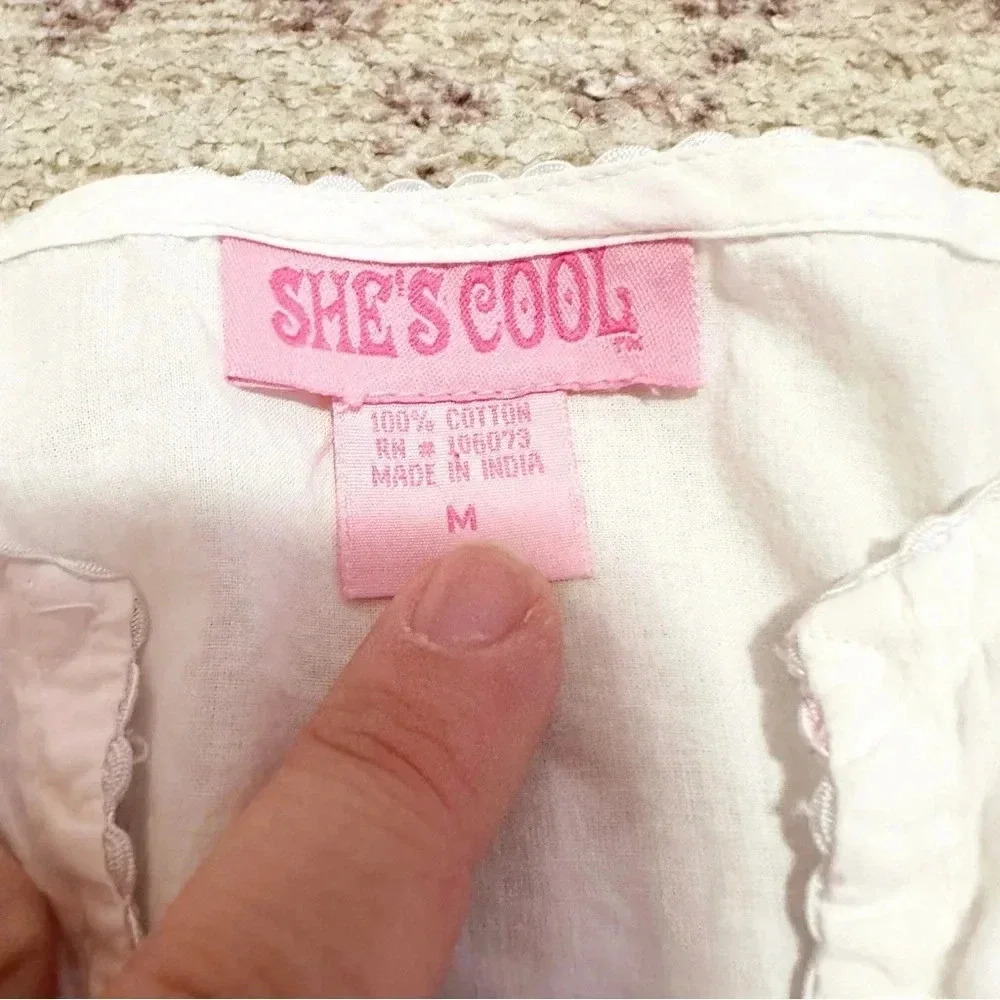 SHE'S COOL
TM
100% COTTON
RN # 106073
MADE IN INDIA
M